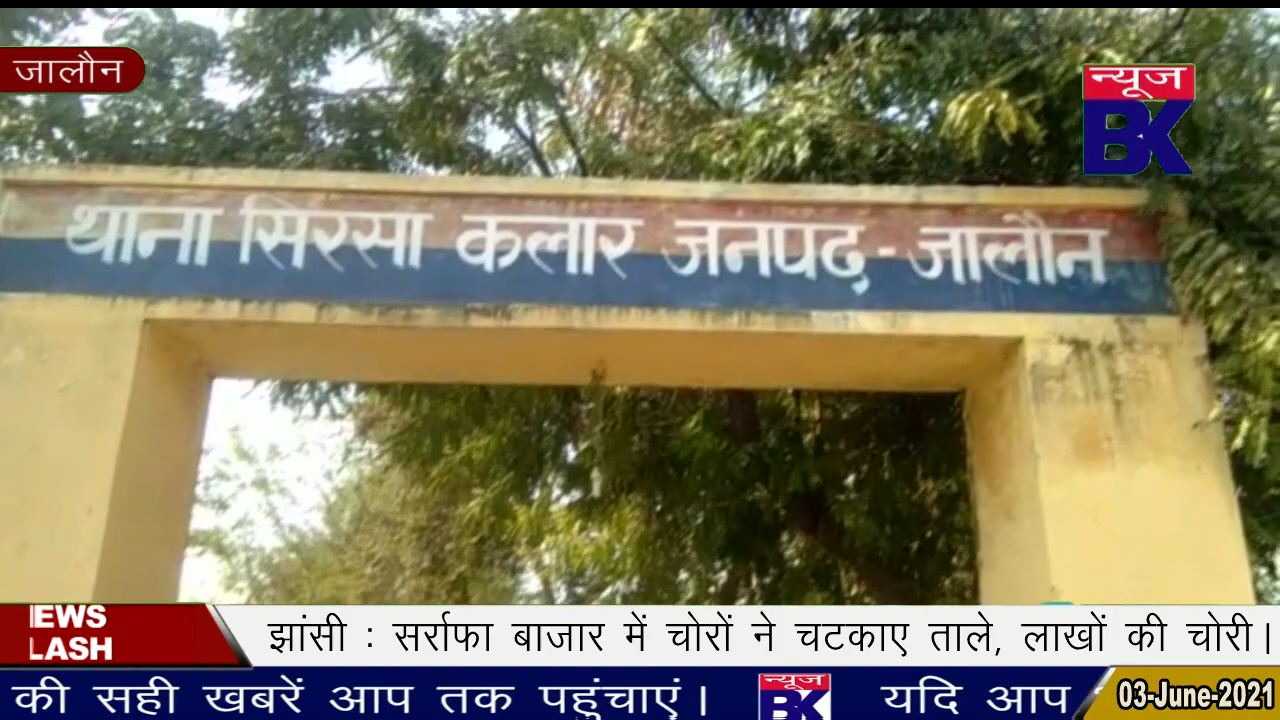 जालौन
न्यूज
BK
थाना सिरसा कलार जनपद - जालौन
EWS
LASH
झांसी : सर्राफा बाजार में चोरों ने चटकाए ताले, लाखों की चोरी।
की सही खबरें आप तक पहुंचाएं। न्यूज BK यदि आप
03-June-2021